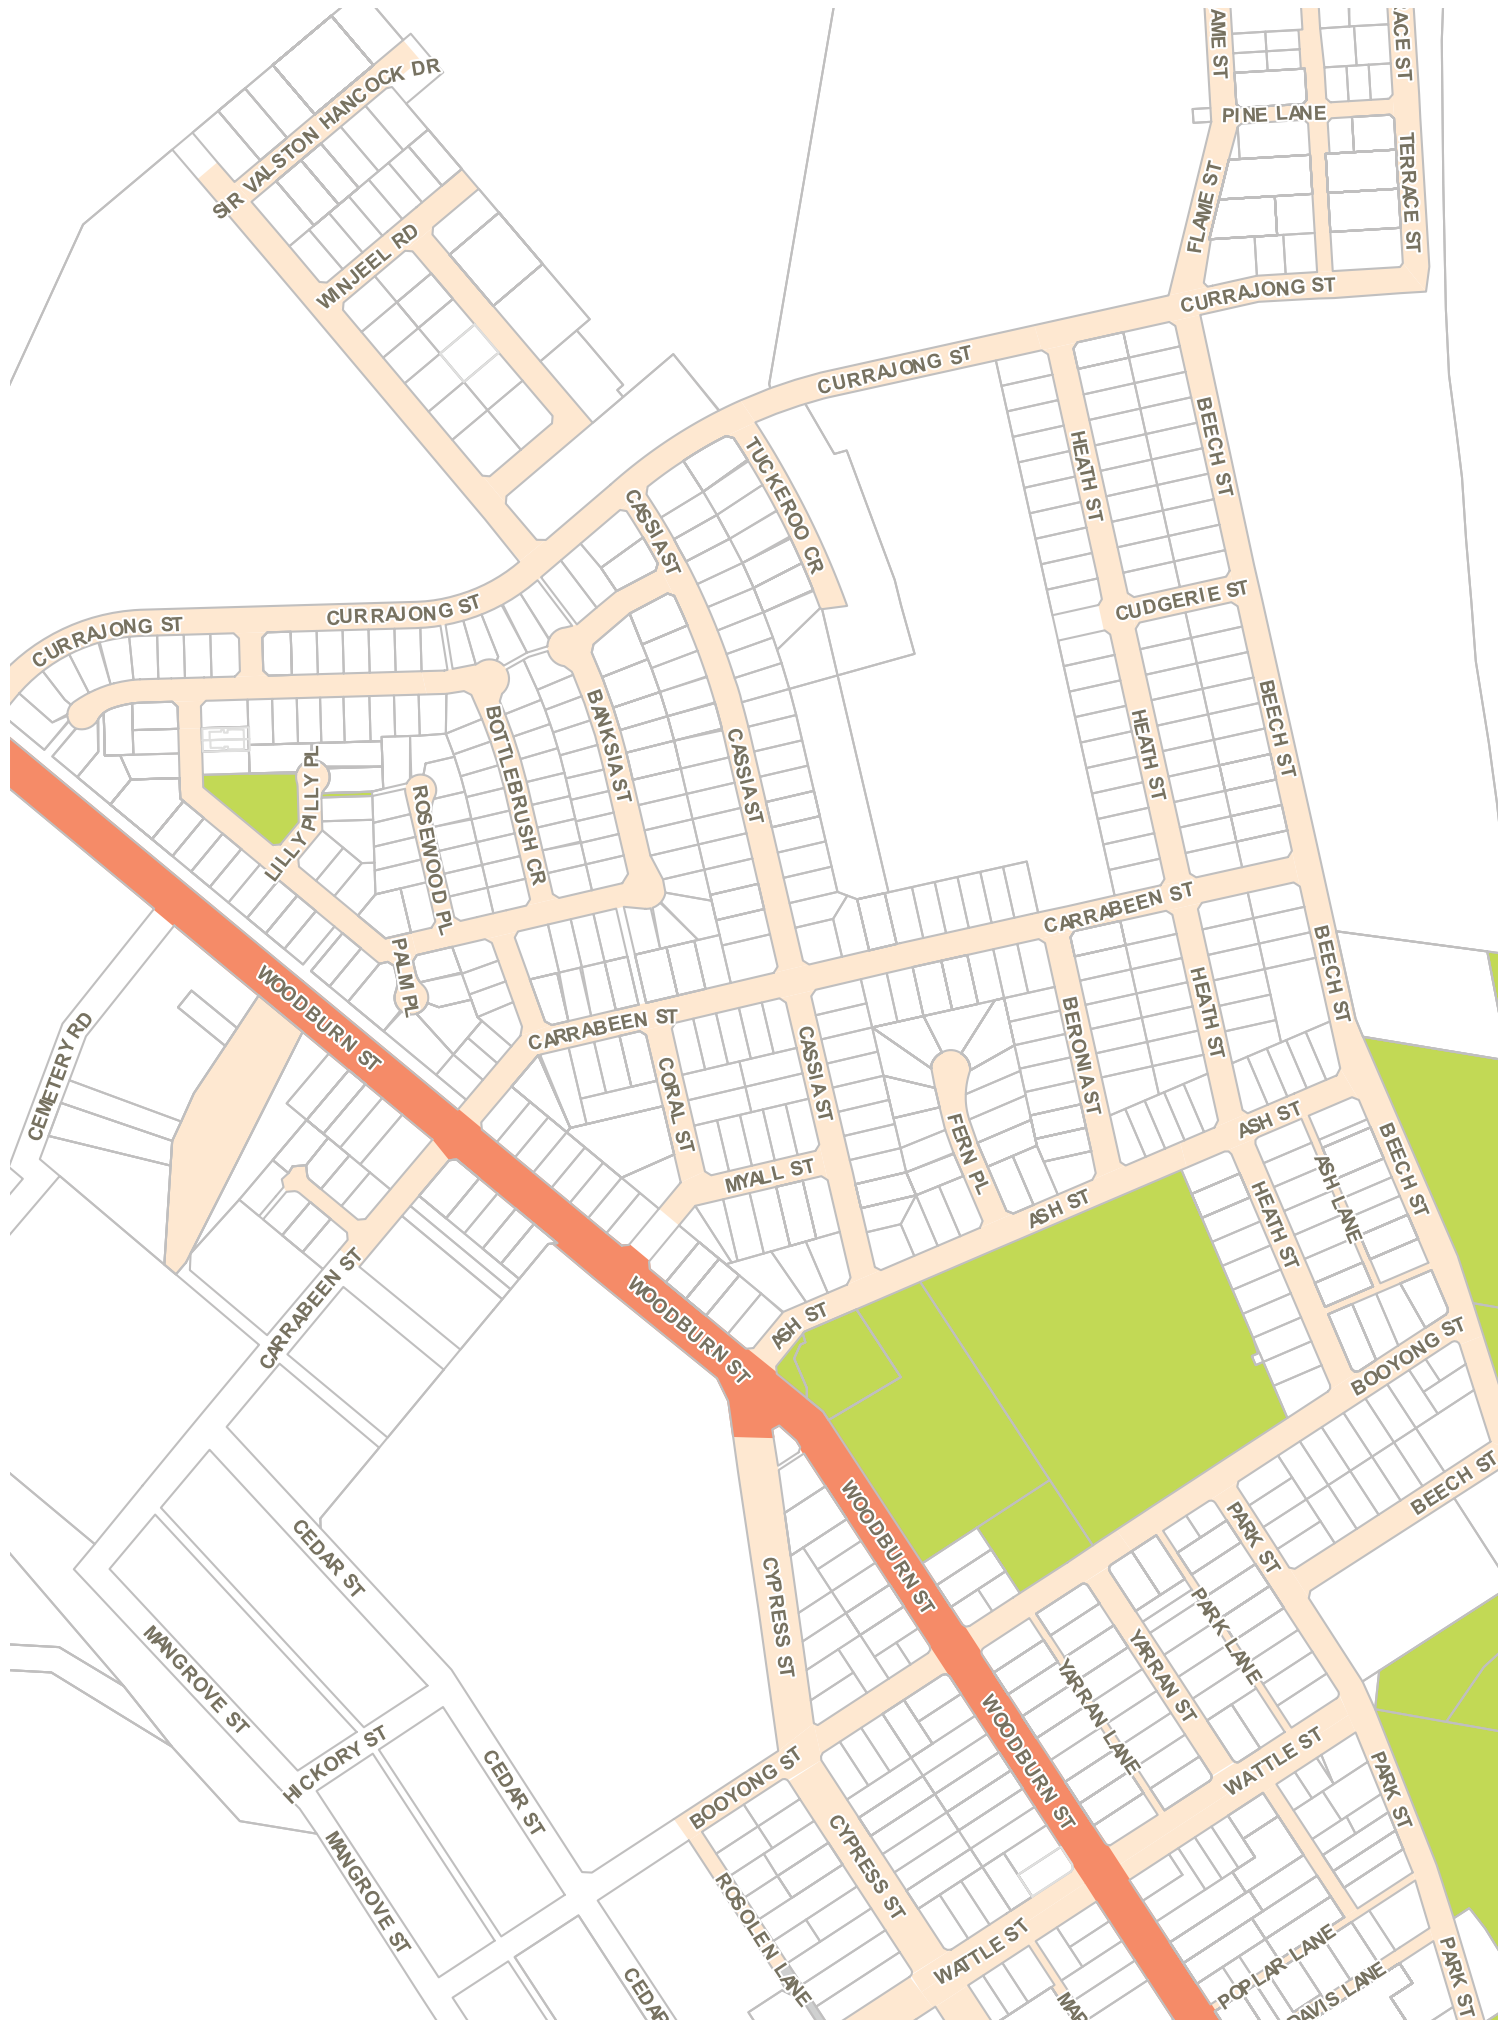 AME ST
ACE ST
SIR VALSTON HANCOCK DR
PINE LANE
TERRACE ST
FLAME ST
WINJEEL RD
CURRAJONG ST
CURRAJONG ST
BEECH ST
HEATH ST
TUCKEROO CR
CASSIA ST
CUDGERIE ST
CURRAJONG ST
CURRAJONG ST
BEECH ST
BANKSIA ST
BOTTLEBRUSH CR
HEATH ST
CASSIA ST
LILLY PILLY PL
ROSEWOOD PL
CARRABEEN ST
BEECH ST
PALM PL
WOODBURN ST
HEATH ST
BERONIA ST
CARRABEEN ST
CASSIA ST
CEMETERY RD
CORAL ST
ASH ST
FERN PL
BEECH ST
MYALL ST
ASH LANE
HEATH ST
ASH ST
CARRABEEN ST
WOODBURN ST
ASH ST
BOOYONG ST
BEECH ST
WOODBURN ST
PARK ST
CEDAR ST
CYPRESS ST
PARK LANE
MANGROVE ST
YARRAN ST
YARRAN LANE
WOODBURN ST
HICKORY ST
WATTLE ST
CEDAR ST
BOOYONG ST
PARK ST
CYPRESS ST
MANGROVE ST
ROSOLEN LANE
WATTLE ST
POPLAR LANE
PARK ST
CEDAR
MAR
DAVIS LANE